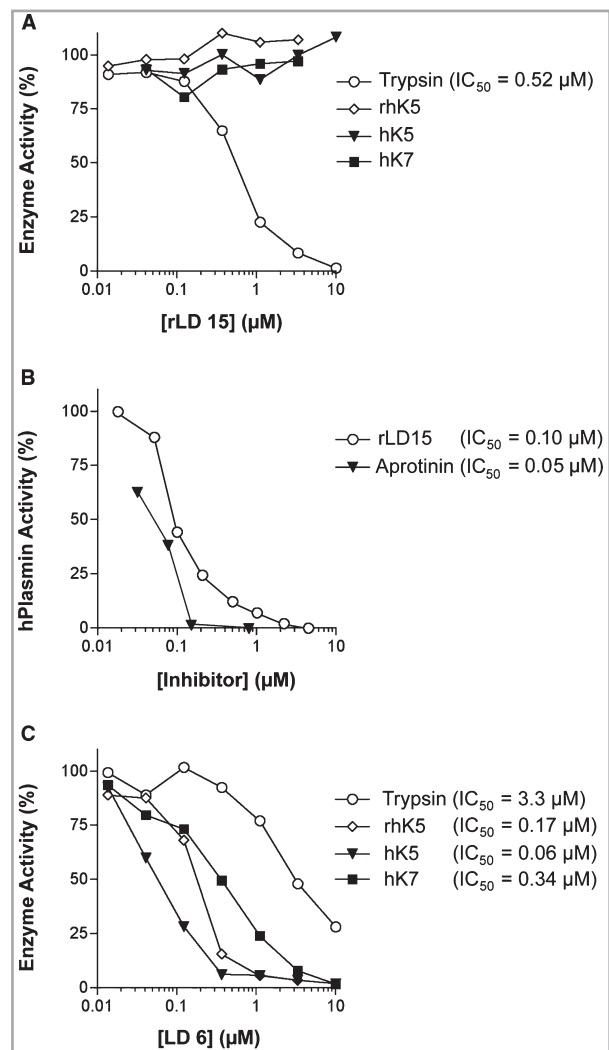 A
Enzyme Activity (%)
100
75
50
25
0
0.01 0.1 1 10
[rLD 15] (µM)
Trypsin (IC50 = 0.52 µM)
rhK5
hK5
hK7
B
hPlasmin Activity (%)
100
75
50
25
0
0.01 0.1 1 10
[Inhibitor] (µM)
rLD15 (IC50 = 0.10 µM)
Aprotinin (IC50 = 0.05 µM)
C
Enzyme Activity (%)
100
75
50
25
0
0.01 0.1 1 10
[LD 6] (µM)
Trypsin (IC50 = 3.3 µM)
rhK5 (IC50 = 0.17 µM)
hK5 (IC50 = 0.06 µM)
hK7 (IC50 = 0.34 µM)